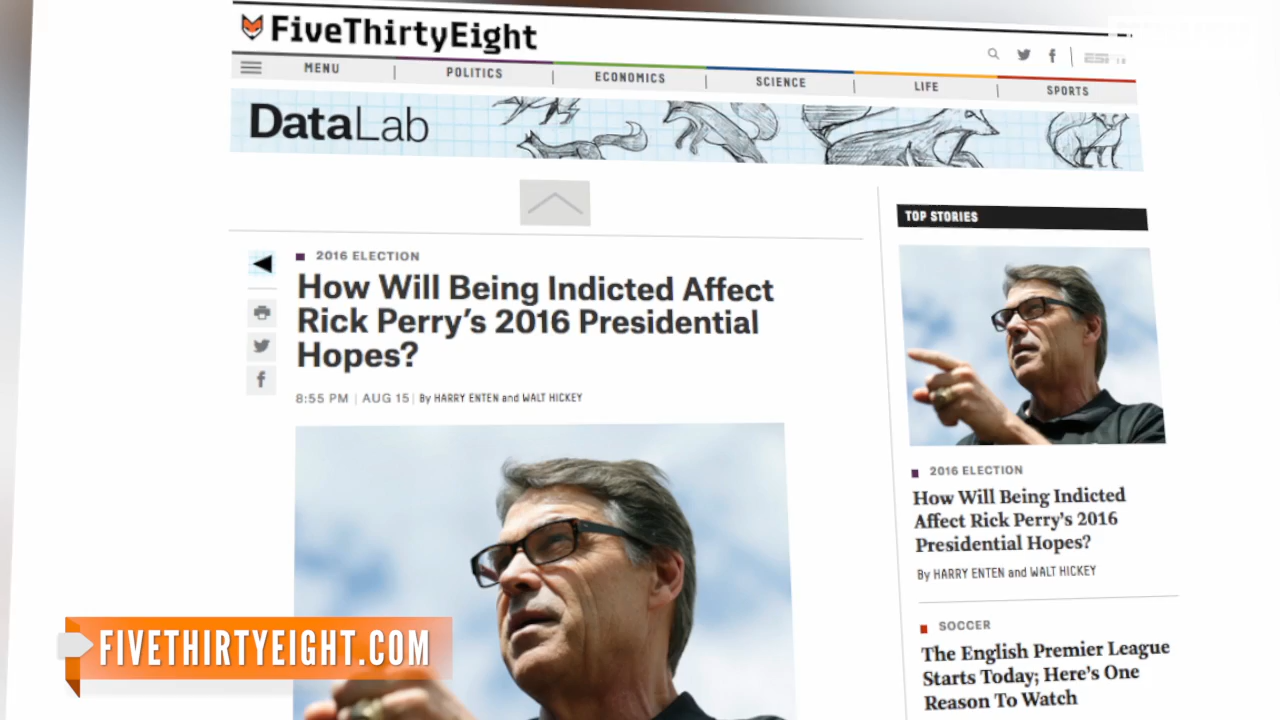 FiveThirtyEight
MENU
POLITICS
ECONOMICS
SCIENCE
LIFE
SPORTS
DataLab
TOP STORIES
2016 ELECTION
How Will Being Indicted Affect
Rick Perry's 2016 Presidential
Hopes?
8:55 PM | AUG 15 | By HARRY ENTEN and WALT HICKEY
2016 ELECTION
How Will Being Indicted
Affect Rick Perry's 2016
Presidential Hopes?
By HARRY ENTEN and WALT HICKEY
SOCCER
The English Premier League
Starts Today; Here's One
Reason To Watch
FIVETHIRTYEIGHT.COM